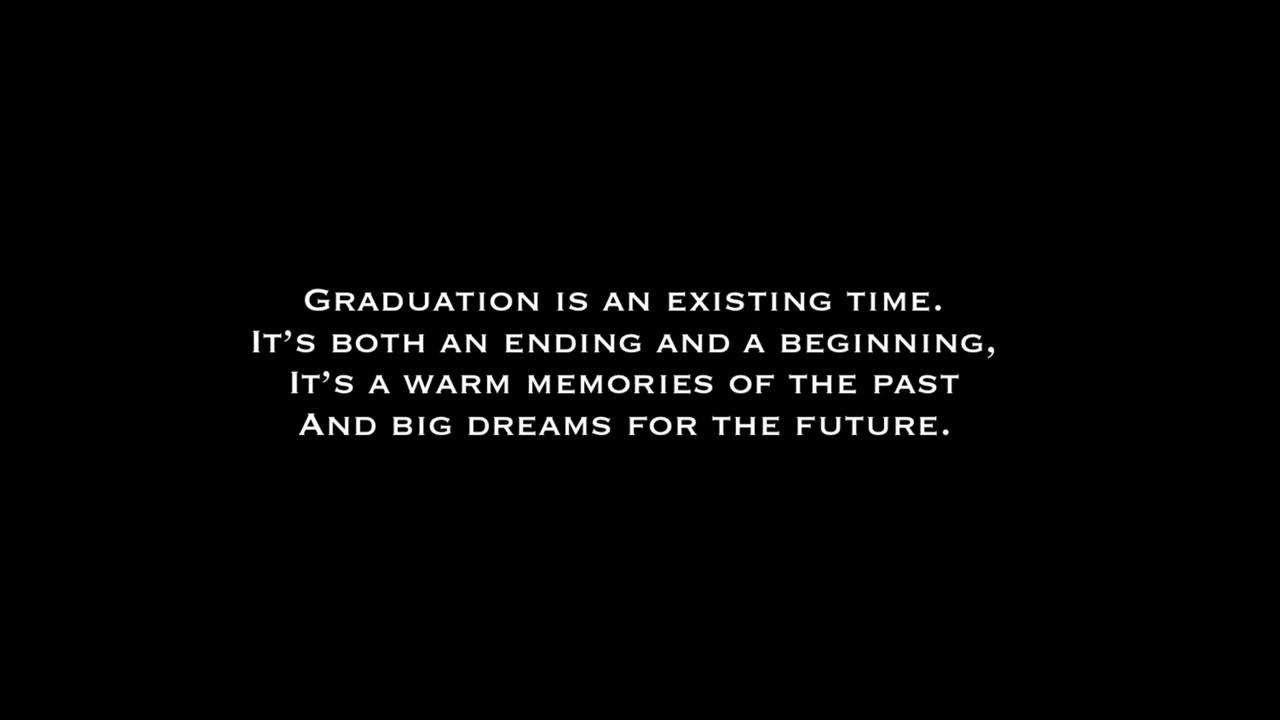 Graduation is an existing time.
It’s both an ending and a beginning,
It’s a warm memories of the past
And big dreams for the future.